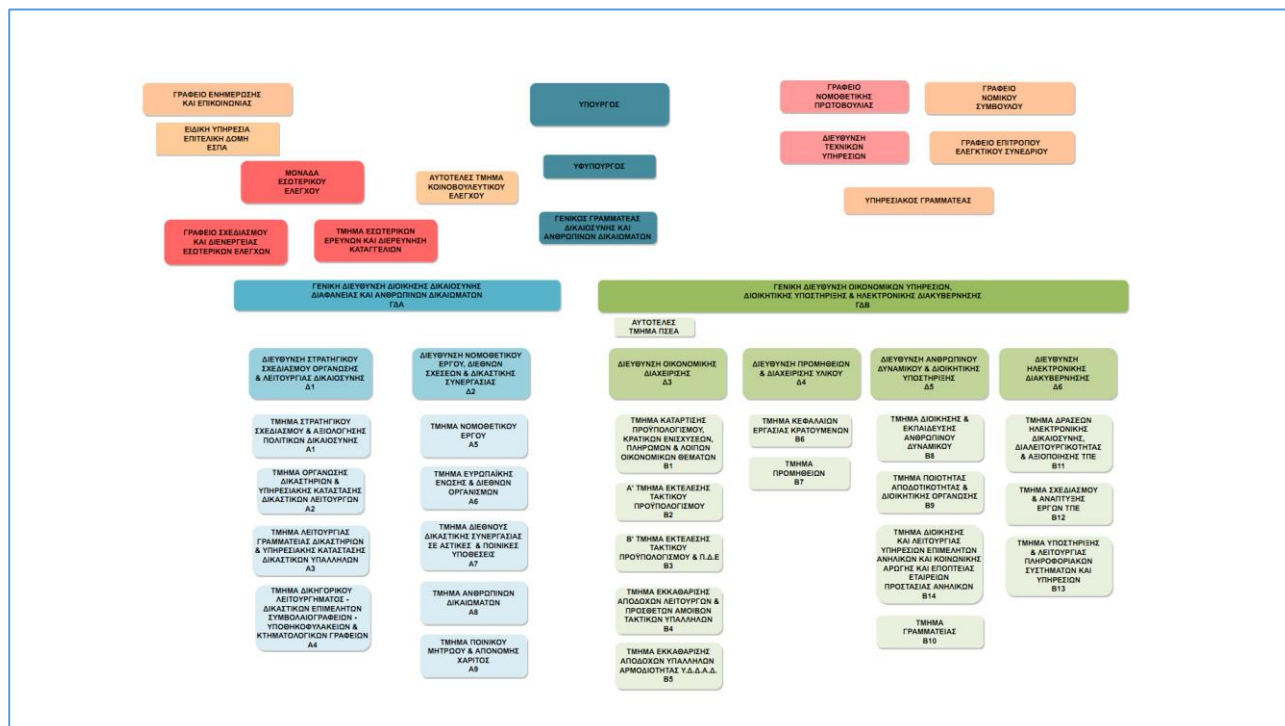 ΓΡΑΦΕΙΟ ΕΝΗΜΕΡΩΣΗΣ
ΚΑΙ ΕΠΙΚΟΙΝΩΝΙΑΣ
ΕΙΔΙΚΗ ΥΠΗΡΕΣΙΑ
ΕΠΙΤΕΛΙΚΗ ΔΟΜΗ
ΕΣΠΑ
ΜΟΝΑΔΑ
ΕΣΩΤΕΡΙΚΟΥ
ΕΛΕΓΧΟΥ
ΓΡΑΦΕΙΟ ΣΧΕΔΙΑΣΜΟΥ
ΚΑΙ ΔΙΕΝΕΡΓΕΙΑΣ
ΕΣΩΤΕΡΙΚΩΝ ΕΛΕΓΧΩΝ
ΤΜΗΜΑ ΕΣΩΤΕΡΙΚΩΝ
ΕΡΕΥΝΩΝ ΚΑΙ ΔΙΕΡΕΥΝΗΣΗ
ΚΑΤΑΓΓΕΛΙΩΝ
ΑΥΤΟΤΕΛΕΣ ΤΜΗΜΑ
ΚΟΙΝΟΒΟΥΛΕΥΤΙΚΟΥ
ΕΛΕΓΧΟΥ
ΥΠΟΥΡΓΟΣ
ΥΦΥΠΟΥΡΓΟΣ
ΓΕΝΙΚΟΣ ΓΡΑΜΜΑΤΕΑΣ
ΔΙΚΑΙΟΣΥΝΗΣ ΚΑΙ
ΑΝΘΡΩΠΙΝΩΝ ΔΙΚΑΙΩΜΑΤΩΝ
ΓΡΑΦΕΙΟ
ΝΟΜΟΘΕΤΙΚΗΣ
ΠΡΩΤΟΒΟΥΛΙΑΣ
ΓΡΑΦΕΙΟ
ΝΟΜΙΚΟΥ
ΣΥΜΒΟΥΛΟΥ
ΔΙΕΥΘΥΝΣΗ
ΤΕΧΝΙΚΩΝ
ΥΠΗΡΕΣΙΩΝ
ΓΡΑΦΕΙΟ ΕΠΙΤΡΟΠΟΥ
ΕΛΕΓΚΤΙΚΟΥ ΣΥΝΕΔΡΙΟΥ
ΥΠΗΡΕΣΙΑΚΟΣ ΓΡΑΜΜΑΤΕΑΣ
ΓΕΝΙΚΗ ΔΙΕΥΘΥΝΣΗ ΔΙΟΙΚΗΣΗΣ ΔΙΚΑΙΟΣΥΝΗΣ
ΔΙΑΦΑΝΕΙΑΣ ΚΑΙ ΑΝΘΡΩΠΙΝΩΝ ΔΙΚΑΙΩΜΑΤΩΝ
ΓΔΑ
ΔΙΕΥΘΥΝΣΗ ΣΤΡΑΤΗΓΙΚΟΥ
ΣΧΕΔΙΑΣΜΟΥ ΟΡΓΑΝΩΣΗΣ
& ΛΕΙΤΟΥΡΓΙΑΣ ΔΙΚΑΙΟΣΥΝΗΣ
Δ1
ΤΜΗΜΑ ΣΤΡΑΤΗΓΙΚΟΥ
ΣΧΕΔΙΑΣΜΟΥ & ΑΞΙΟΛΟΓΗΣΗΣ
ΠΟΛΙΤΙΚΩΝ ΔΙΚΑΙΟΣΥΝΗΣ
Α1
ΤΜΗΜΑ ΟΡΓΑΝΩΣΗΣ
ΔΙΚΑΣΤΗΡΙΩΝ &
ΥΠΗΡΕΣΙΑΚΗΣ ΚΑΤΑΣΤΑΣΗΣ
ΔΙΚΑΣΤΙΚΩΝ ΛΕΙΤΟΥΡΓΩΝ
Α2
ΤΜΗΜΑ ΛΕΙΤΟΥΡΓΙΑΣ
ΓΡΑΜΜΑΤΕΙΑΣ ΔΙΚΑΣΤΗΡΙΩΝ
& ΥΠΗΡΕΣΙΑΚΗΣ ΚΑΤΑΣΤΑΣΗΣ
ΔΙΚΑΣΤΙΚΩΝ ΥΠΑΛΛΗΛΩΝ
Α3
ΤΜΗΜΑ ΔΙΚΗΓΟΡΙΚΟΥ
ΛΕΙΤΟΥΡΓΗΜΑΤΟΣ -
ΔΙΚΑΣΤΙΚΩΝ ΕΠΙΜΕΛΗΤΩΝ
ΣΥΜΒΟΛΑΙΟΓΡΑΦΕΙΩΝ -
ΥΠΟΘΗΚΟΦΥΛΑΚΕΙΩΝ &
ΚΤΗΜΑΤΟΛΟΓΙΚΩΝ ΓΡΑΦΕΙΩΝ
Α4
ΔΙΕΥΘΥΝΣΗ ΝΟΜΟΘΕΤΙΚΟΥ
ΕΡΓΟΥ, ΔΙΕΘΝΩΝ
ΣΧΕΣΕΩΝ & ΔΙΚΑΣΤΙΚΗΣ
ΣΥΝΕΡΓΑΣΙΑΣ
Δ2
ΤΜΗΜΑ ΝΟΜΟΘΕΤΙΚΟΥ
ΕΡΓΟΥ
Α5
ΤΜΗΜΑ ΕΥΡΩΠΑΪΚΗΣ
ΕΝΩΣΗΣ & ΔΙΕΘΝΩΝ
ΟΡΓΑΝΙΣΜΩΝ
Α6
ΤΜΗΜΑ ΔΙΕΘΝΟΥΣ
ΔΙΚΑΣΤΙΚΗΣ ΣΥΝΕΡΓΑΣΙΑΣ
ΣΕ ΑΣΤΙΚΕΣ & ΠΟΙΝΙΚΕΣ
ΥΠΟΘΕΣΕΙΣ
Α7
ΤΜΗΜΑ ΑΝΘΡΩΠΙΝΩΝ
ΔΙΚΑΙΩΜΑΤΩΝ
Α8
ΤΜΗΜΑ ΠΟΙΝΙΚΟΥ
ΜΗΤΡΩΟΥ & ΑΠΟΝΟΜΗΣ
ΧΑΡΙΤΟΣ
Α9
ΓΕΝΙΚΗ ΔΙΕΥΘΥΝΣΗ ΟΙΚΟΝΟΜΙΚΩΝ ΥΠΗΡΕΣΙΩΝ,
ΔΙΟΙΚΗΤΙΚΗΣ ΥΠΟΣΤΗΡΙΞΗΣ & ΗΛΕΚΤΡΟΝΙΚΗΣ ΔΙΑΚΥΒΕΡΝΗΣΗΣ
ΓΔΒ
ΑΥΤΟΤΕΛΕΣ
ΤΜΗΜΑ ΠΣΕΑ
ΔΙΕΥΘΥΝΣΗ ΟΙΚΟΝΟΜΙΚΗΣ
ΔΙΑΧΕΙΡΙΣΗΣ
Δ3
ΤΜΗΜΑ ΚΑΤΑΡΤΙΣΗΣ
ΠΡΟΫΠΟΛΟΓΙΣΜΟΥ,
ΚΡΑΤΙΚΩΝ ΕΝΙΣΧΥΣΕΩΝ,
ΠΛΗΡΩΜΩΝ & ΛΟΙΠΩΝ
ΟΙΚΟΝΟΜΙΚΩΝ ΘΕΜΑΤΩΝ
Β1
Α' ΤΜΗΜΑ ΕΚΤΕΛΕΣΗΣ
ΤΑΚΤΙΚΟΥ
ΠΡΟΫΠΟΛΟΓΙΣΜΟΥ
Β2
Β' ΤΜΗΜΑ ΕΚΤΕΛΕΣΗΣ
ΤΑΚΤΙΚΟΥ
ΠΡΟΫΠΟΛΟΓΙΣΜΟΥ & Π.Δ.Ε
Β3
ΤΜΗΜΑ ΕΚΚΑΘΑΡΙΣΗΣ
ΑΠΟΔΟΧΩΝ ΛΕΙΤΟΥΡΓΩΝ &
ΠΡΟΣΘΕΤΩΝ ΑΜΟΙΒΩΝ
ΤΑΚΤΙΚΩΝ ΥΠΑΛΛΗΛΩΝ
Β4
ΤΜΗΜΑ ΕΚΚΑΘΑΡΙΣΗΣ
ΑΠΟΔΟΧΩΝ ΥΠΑΛΛΗΛΩΝ
ΑΡΜΟΔΙΟΤΗΤΑΣ Υ.Δ.Δ.Α.Δ.
Β5
ΔΙΕΥΘΥΝΣΗ ΠΡΟΜΗΘΕΙΩΝ
& ΔΙΑΧΕΙΡΙΣΗΣ ΥΛΙΚΟΥ
Δ4
ΤΜΗΜΑ ΚΕΦΑΛΑΙΩΝ
ΕΡΓΑΣΙΑΣ ΚΡΑΤΟΥΜΕΝΩΝ
Β6
ΤΜΗΜΑ
ΠΡΟΜΗΘΕΙΩΝ
Β7
ΔΙΕΥΘΥΝΣΗ ΑΝΘΡΩΠΙΝΟΥ
ΔΥΝΑΜΙΚΟΥ & ΔΙΟΙΚΗΤΙΚΗΣ
ΥΠΟΣΤΗΡΙΞΗΣ
Δ5
ΤΜΗΜΑ ΔΙΟΙΚΗΣΗΣ &
ΕΚΠΑΙΔΕΥΣΗΣ
ΑΝΘΡΩΠΙΝΟΥ
ΔΥΝΑΜΙΚΟΥ
Β8
ΤΜΗΜΑ ΠΟΙΟΤΗΤΑΣ
ΑΠΟΔΟΤΙΚΟΤΗΤΑΣ &
ΔΙΟΙΚΗΤΙΚΗΣ ΟΡΓΑΝΩΣΗΣ
Β9
ΤΜΗΜΑ ΔΙΟΙΚΗΣΗΣ
ΚΑΙ ΛΕΙΤΟΥΡΓΙΑΣ
ΥΠΗΡΕΣΙΩΝ ΕΠΙΜΕΛΗΤΩΝ
ΑΝΗΛΙΚΩΝ ΚΑΙ ΚΟΙΝΩΝΙΚΗΣ
ΑΡΩΓΗΣ ΚΑΙ ΕΠΟΠΤΕΙΑΣ
ΕΤΑΙΡΕΙΩΝ
ΠΡΟΣΤΑΣΙΑΣ ΑΝΗΛΙΚΩΝ
Β14
ΤΜΗΜΑ
ΓΡΑΜΜΑΤΕΙΑΣ
Β10
ΔΙΕΥΘΥΝΣΗ
ΗΛΕΚΤΡΟΝΙΚΗΣ
ΔΙΑΚΥΒΕΡΝΗΣΗΣ
Δ6
ΤΜΗΜΑ ΔΡΑΣΕΩΝ
ΗΛΕΚΤΡΟΝΙΚΗΣ
ΔΙΚΑΙΟΣΥΝΗΣ,
ΔΙΑΛΕΙΤΟΥΡΓΙΚΟΤΗΤΑΣ
& ΑΞΙΟΠΟΙΗΣΗΣ ΤΠΕ
Β11
ΤΜΗΜΑ ΣΧΕΔΙΑΣΜΟΥ
& ΑΝΑΠΤΥΞΗΣ
ΕΡΓΩΝ ΤΠΕ
Β12
ΤΜΗΜΑ ΥΠΟΣΤΗΡΙΞΗΣ
& ΛΕΙΤΟΥΡΓΙΑΣ
ΠΛΗΡΟΦΟΡΙΑΚΩΝ
ΣΥΣΤΗΜΑΤΩΝ ΚΑΙ
ΥΠΗΡΕΣΙΩΝ
Β13